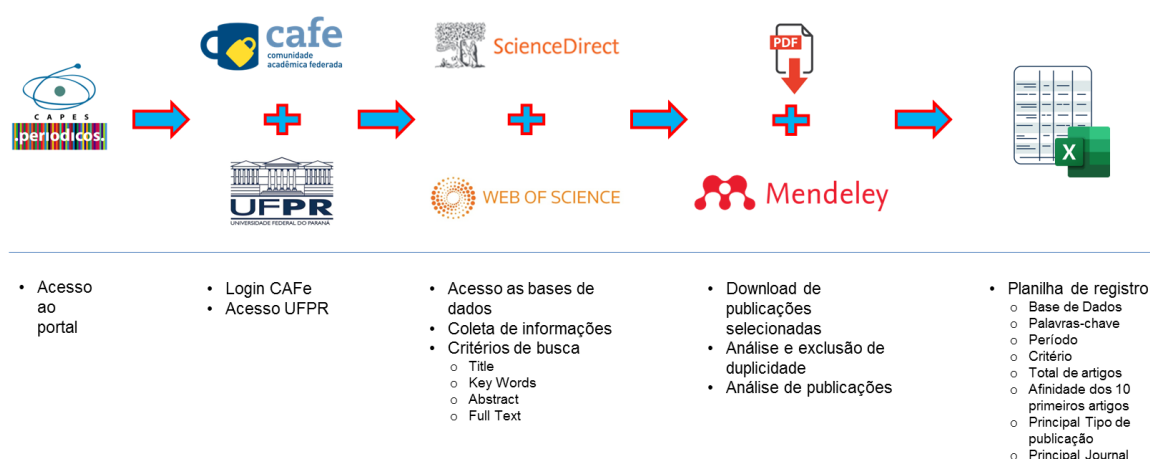 cafe
comunidade
acadêmica federada
ScienceDirect
PDF
CAPES
.periodicos.
X
UFPR
UNIVERSIDADE FEDERAL DO PARANÁ
WEB OF SCIENCE
Mendeley
• Acesso
ao
portal
• Login CAFe
• Acesso UFPR
• Acesso as bases de
dados
• Coleta de informações
• Critérios de busca
o Title
o Key Words
o Abstract
o Full Text
• Download de
publicações
selecionadas
• Análise e exclusão de
duplicidade
• Análise de publicações
• Planilha de registro
o Base de Dados
o Palavras-chave
o Período
o Critério
o Total de artigos
o Afinidade dos 10
primeiros artigos
o Principal Tipo de
publicação
o Principal Journal